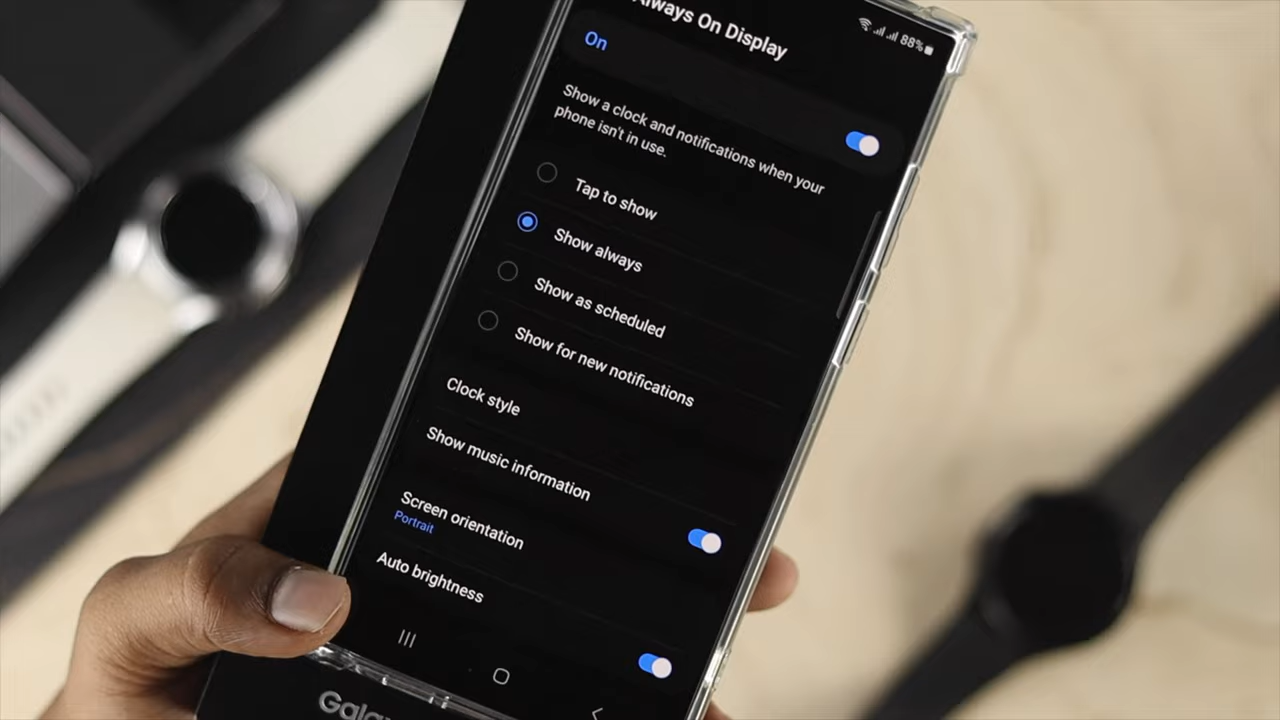 Always On Display
88%
On
Show a clock and notifications when your
phone isn't in use.
Tap to show
Show always
Show as scheduled
Show for new notifications
Clock style
Show music information
Screen orientation
Portrait
Auto brightness